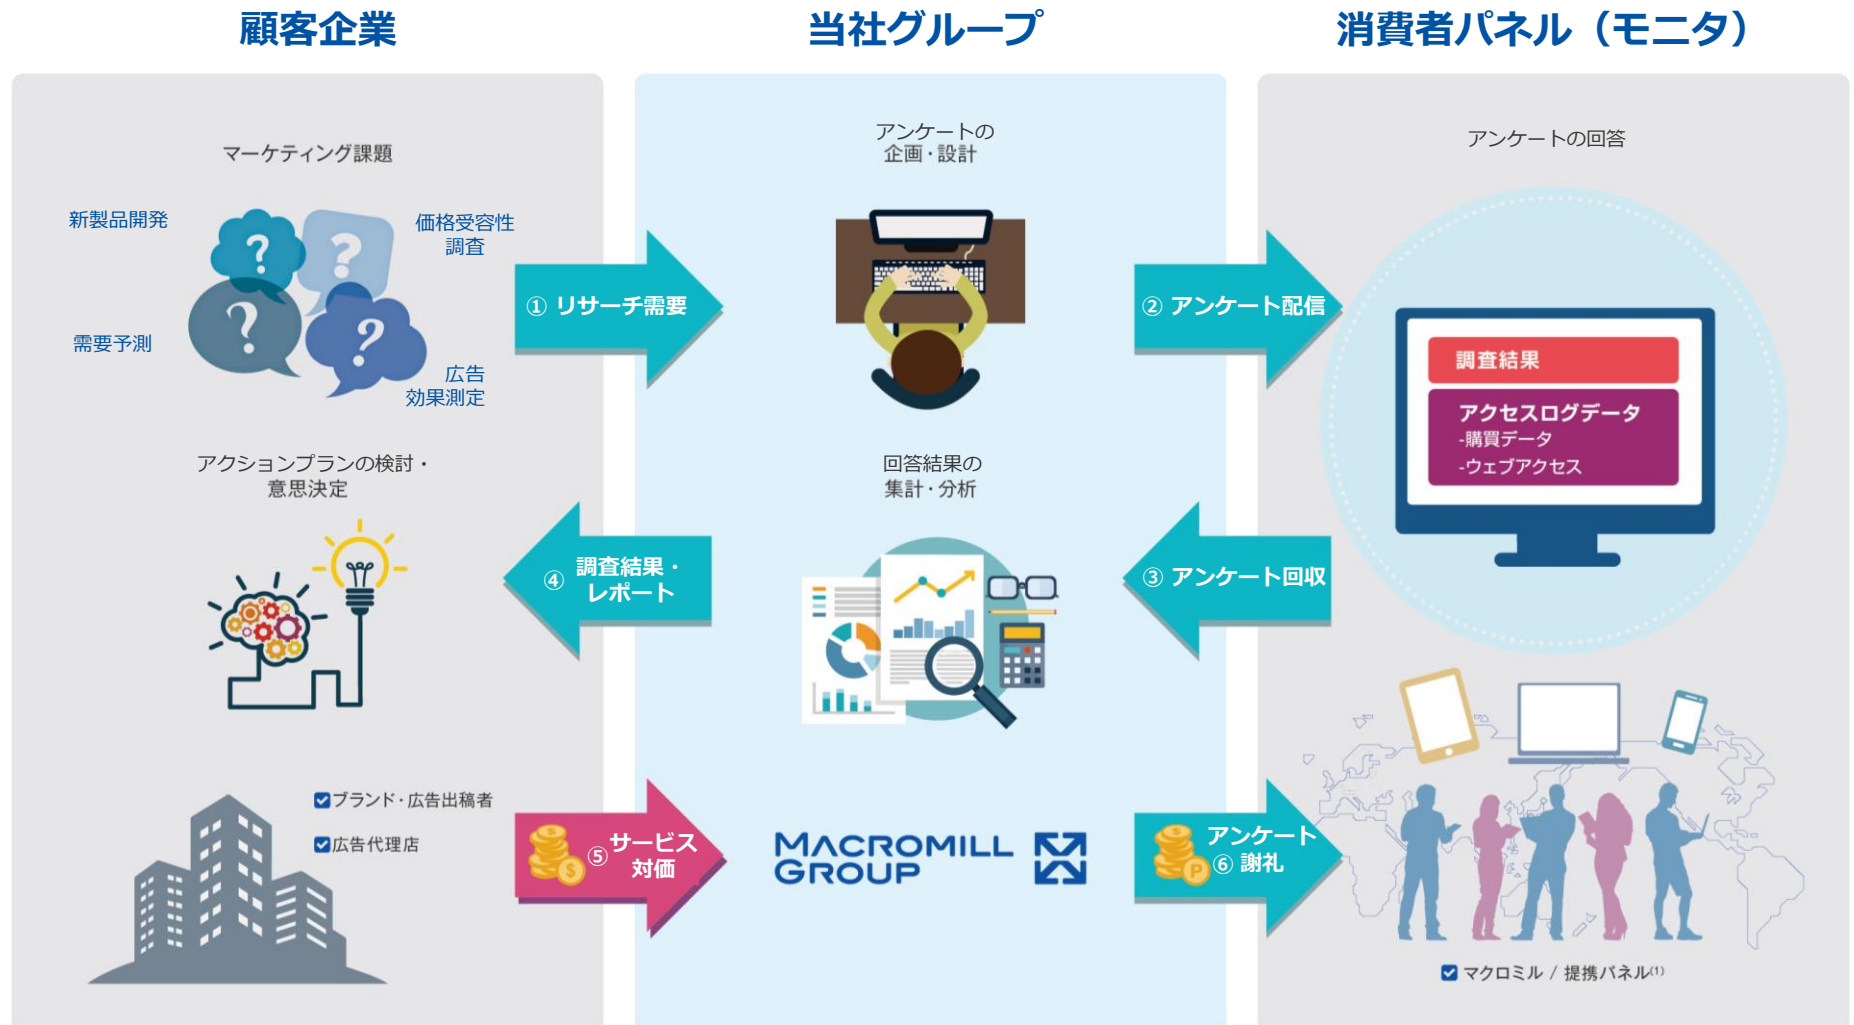 顧客企業
当社グループ
消費者パネル（モニタ）
マーケティング課題
新製品開発
価格受容性
調査
需要予測
広告
効果測定
① リサーチ需要
アンケートの
企画・設計
② アンケート配信
アンケートの回答
調査結果
アクセスログデータ
-購買データ
-ウェブアクセス
アクションプランの検討・
意思決定
④ 調査結果・
レポート
回答結果の
集計・分析
③ アンケート回収
ブランド・広告出稿者
広告代理店
⑤ サービス
対価
MACROMILL
GROUP
アンケート
⑥ 謝礼
マクロミル / 提携パネル(1)